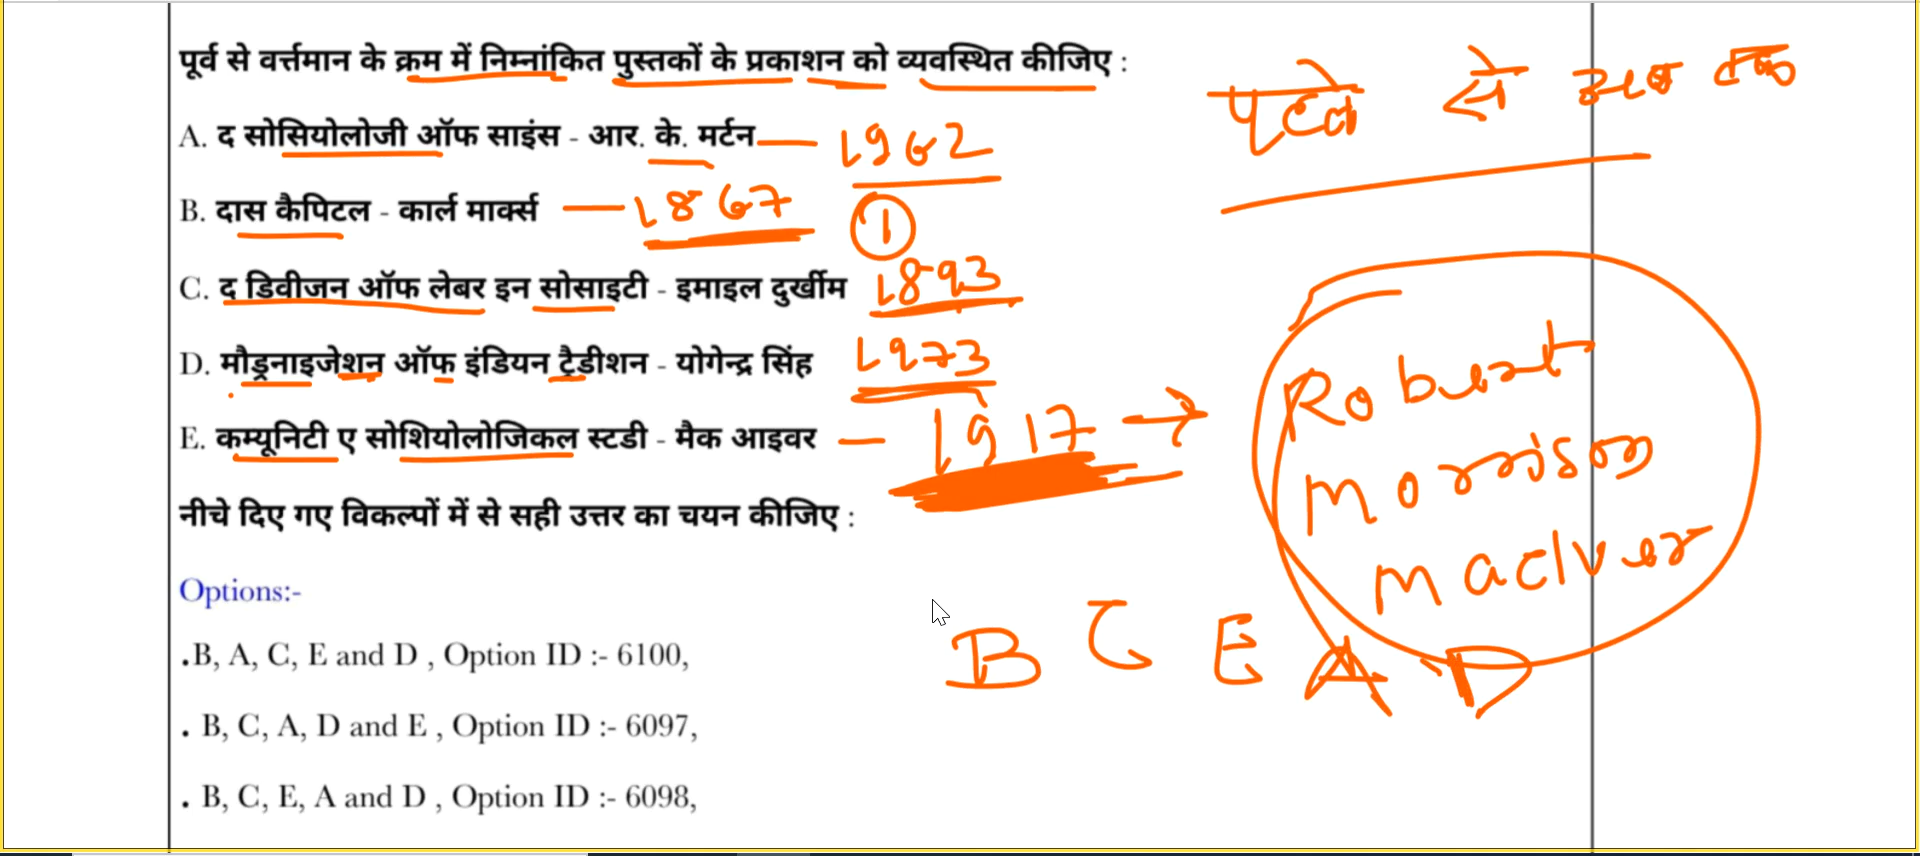 पूर्व से वर्त्तमान के क्रम में निम्नांकित पुस्तकों के प्रकाशन को व्यवस्थित कीजिए :
पहले से अब तक
A. द सोसियोलोजी ऑफ साइंस - आर. के. मर्टन — 1962
B. दास कैपिटल - कार्ल मार्क्स — 1867 1
C. द डिवीजन ऑफ लेबर इन सोसाइटी - इमाइल दुर्खीम 1893
D. मौड्रनाइजेशन ऑफ इंडियन ट्रैडीशन - योगेन्द्र सिंह 1973
E. कम्यूनिटी ए सोशियोलोजिकल स्टडी - मैक आइवर — 1917 →
Robert
Morrison
Maclver
नीचे दिए गए विकल्पों में से सही उत्तर का चयन कीजिए :
Options:-
B C E A D
.B, A, C, E and D , Option ID :- 6100,
. B, C, A, D and E , Option ID :- 6097,
. B, C, E, A and D , Option ID :- 6098,